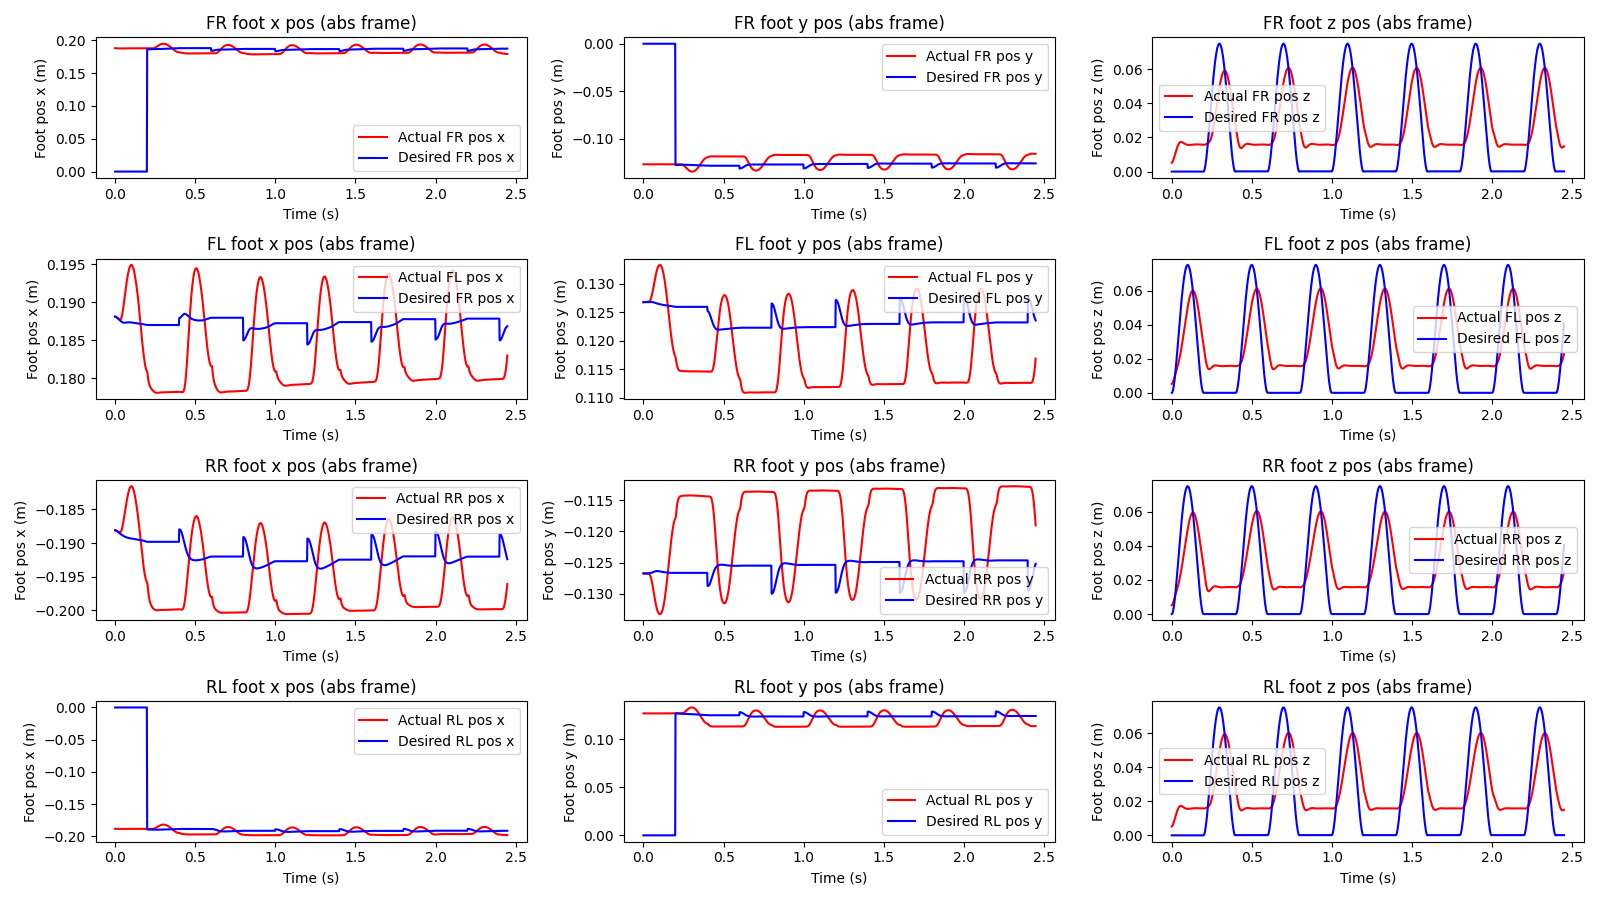 FR foot x pos (abs frame)
Foot pos x (m)
0.20
0.15
0.10
0.05
0.00
Actual FR pos x
Desired FR pos x
0.0 0.5 1.0 1.5 2.0 2.5
Time (s)
FR foot y pos (abs frame)
Foot pos y (m)
0.00
−0.05
−0.10
Actual FR pos y
Desired FR pos y
0.0 0.5 1.0 1.5 2.0 2.5
Time (s)
FR foot z pos (abs frame)
Foot pos z (m)
0.06
0.04
0.02
0.00
Actual FR pos z
Desired FR pos z
0.0 0.5 1.0 1.5 2.0 2.5
Time (s)
FL foot x pos (abs frame)
Foot pos x (m)
0.195
0.190
0.185
0.180
Actual FL pos x
Desired FR pos x
0.0 0.5 1.0 1.5 2.0 2.5
Time (s)
FL foot y pos (abs frame)
Foot pos y (m)
0.130
0.125
0.120
0.115
0.110
Actual FL pos y
Desired FL pos y
0.0 0.5 1.0 1.5 2.0 2.5
Time (s)
FL foot z pos (abs frame)
Foot pos z (m)
0.06
0.04
0.02
0.00
Actual FL pos z
Desired FL pos z
0.0 0.5 1.0 1.5 2.0 2.5
Time (s)
RR foot x pos (abs frame)
Foot pos x (m)
−0.185
−0.190
−0.195
−0.200
Actual RR pos x
Desired RR pos x
0.0 0.5 1.0 1.5 2.0 2.5
Time (s)
RR foot y pos (abs frame)
Foot pos y (m)
−0.115
−0.120
−0.125
−0.130
Actual RR pos y
Desired RR pos y
0.0 0.5 1.0 1.5 2.0 2.5
Time (s)
RR foot z pos (abs frame)
Foot pos z (m)
0.06
0.04
0.02
0.00
Actual RR pos z
Desired RR pos z
0.0 0.5 1.0 1.5 2.0 2.5
Time (s)
RL foot x pos (abs frame)
Foot pos x (m)
0.00
−0.05
−0.10
−0.15
−0.20
Actual RL pos x
Desired RL pos x
0.0 0.5 1.0 1.5 2.0 2.5
Time (s)
RL foot y pos (abs frame)
Foot pos y (m)
0.10
0.05
0.00
Actual RL pos y
Desired RL pos y
0.0 0.5 1.0 1.5 2.0 2.5
Time (s)
RL foot z pos (abs frame)
Foot pos z (m)
0.06
0.04
0.02
0.00
Actual RL pos z
Desired RL pos z
0.0 0.5 1.0 1.5 2.0 2.5
Time (s)